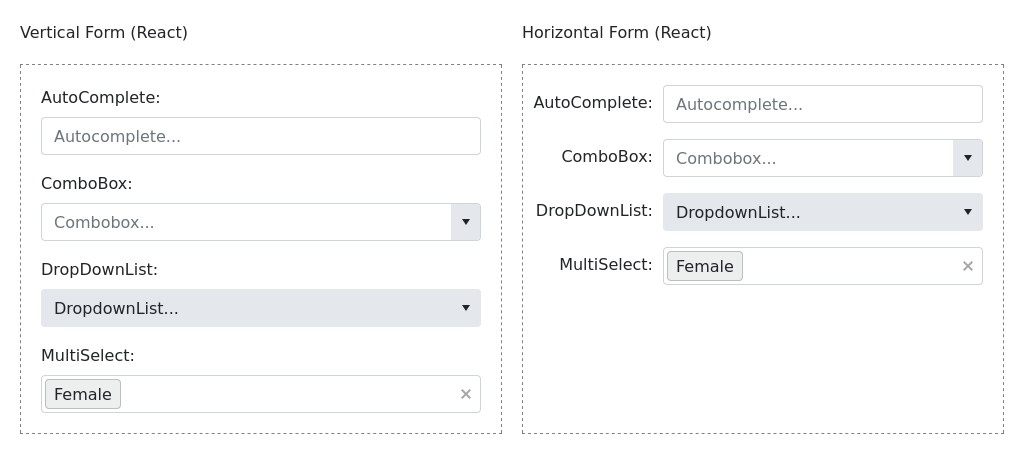 Vertical Form (React)
AutoComplete:
Autocomplete...
ComboBox:
Combobox...
DropDownList:
DropdownList...
MultiSelect:
Female
Horizontal Form (React)
AutoComplete: Autocomplete...
ComboBox: Combobox...
DropDownList: DropdownList...
MultiSelect: Female